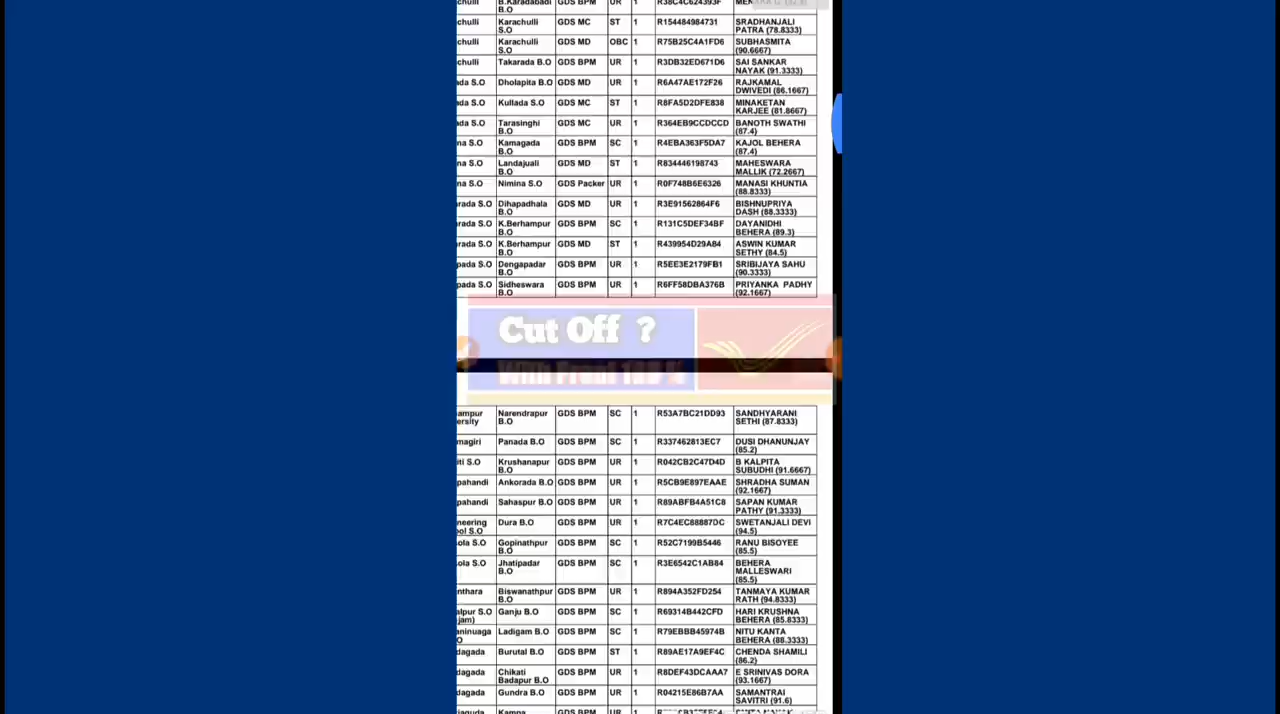 chulli B.Karadabadi B.O GDS BPM UR 1 R38C4C624393F
chulli Karachulli S.O GDS MC ST 1 R154484984731 SRADHANJALI PATRA (78.8333)
chulli Karachulli S.O GDS MD OBC 1 R75B25C4A1FD6 SUBHASMITA (90.6667)
chulli Takarada B.O GDS BPM UR 1 R3DB32ED671D6 SAI SANKAR NAYAK (91.3333)
ada S.O Dholapita B.O GDS MD UR 1 R6A47AE172F26 RAJKAMAL DWIVEDI (86.1667)
ada S.O Kullada S.O GDS MC ST 1 R8FA5D2DFE838 MINAKETAN KARJEE (81.8667)
ada S.O Tarasinghi B.O GDS MC UR 1 R364EB9CCDCCD BANOTH SWATHI (87.4)
na S.O Kamagada B.O GDS BPM SC 1 R4EBA363F5DA7 KAJOL BEHERA (87.4)
na S.O Landajuali B.O GDS MD ST 1 R834446198743 MAHESWARA MALLIK (72.2667)
na S.O Nimina S.O GDS Packer UR 1 R0F748B6E6326 MANASI KHUNTIA (88.8333)
rada S.O Dihapadhala B.O GDS MD UR 1 R3E91562864F6 BISHNUPRIYA DASH (88.3333)
rada S.O K.Berhampur B.O GDS BPM SC 1 R131C5DEF34BF DAYANIDHI BEHERA (89.3)
rada S.O K.Berhampur B.O GDS MD ST 1 R439954D29A84 ASWIN KUMAR SETHY (84.5)
pada S.O Dengapadar B.O GDS BPM UR 1 R5EE3E2179FB1 SRIBIJAYA SAHU (90.3333)
pada S.O Sidheswara B.O GDS BPM UR 1 R6FF58DBA376B PRIYANKA PADHY (92.1667)
Cut Off ?
ampur ersity Narendrapur B.O GDS BPM SC 1 R53A7BC21DD93 SANDHYARANI SETHI (87.8333)
magiri Panada B.O GDS BPM SC 1 R337462813EC7 DUSI DHANUNJAY (85.2)
iti S.O Krushanapur B.O GDS BPM UR 1 R042CB2C47D4D B KALPITA SUBUDHI (91.6667)
pahandi Ankorada B.O GDS BPM UR 1 R5CB9E897EAAE SHRADHA SUMAN (92.1667)
pahandi Sahaspur B.O GDS BPM UR 1 R89ABFB4A51C8 SAPAN KUMAR PATHY (91.3333)
neering ool S.O Dura B.O GDS BPM UR 1 R7C4EC88887DC SWETANJALI DEVI (94.5)
ola S.O Gopinathpur B.O GDS BPM SC 1 R52C7199B5446 RANU BISOYEE (85.5)
ola S.O Jhatipadar B.O GDS BPM SC 1 R3E6542C1AB84 BEHERA MALLESWARI (85.5)
anthara Biswanathpur B.O GDS BPM UR 1 R894A352FD254 TANMAYA KUMAR RATH (94.8333)
alpur S.O jam) Ganju B.O GDS BPM SC 1 R69314B442CFD HARI KRUSHNA BEHERA (85.8333)
aninuaga O Ladigam B.O GDS BPM SC 1 R79EBBB45974B NITU KANTA BEHERA (88.3333)
dagada Burutal B.O GDS BPM ST 1 R89AE17A9EF4C CHENDA SHAMILI (86.2)
dagada Chikati Badapur B.O GDS BPM UR 1 R8DEF43DCAAA7 E SRINIVAS DORA (93.1667)
dagada Gundra B.O GDS BPM UR 1 R04215E86B7AA SAMANTRAI SAVITRI (91.6)
Kampa GDS BPM UR 1